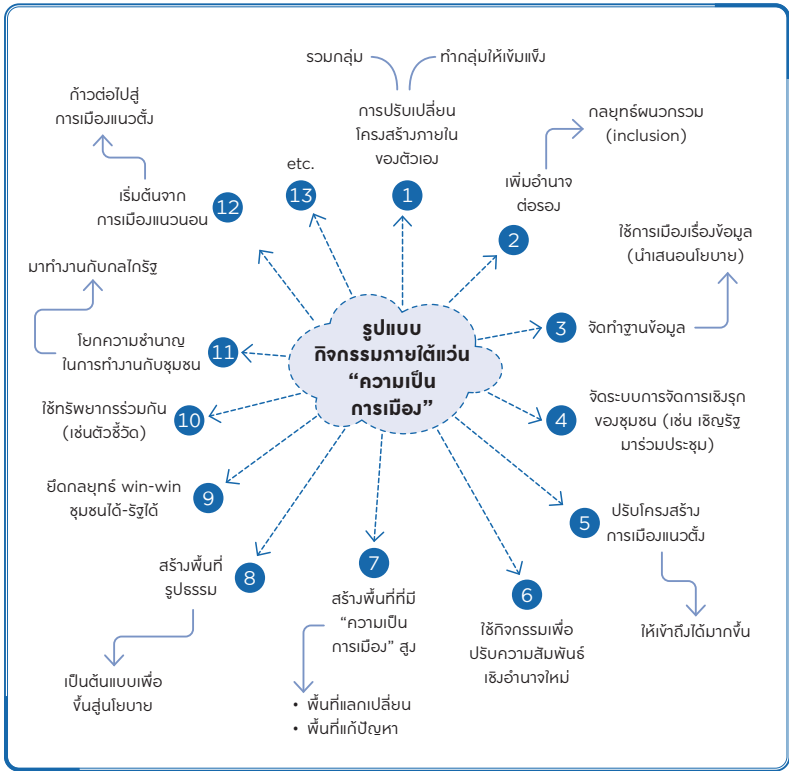 รูปแบบ
กิจกรรมภายใต้แว่น
“ความเป็น
การเมือง”
รวมกลุ่ม
ทำกลุ่มให้เข้มแข็ง
การปรับเปลี่ยน
โครงสร้างภายใน
ของตัวเอง
1
กลยุทธ์ผนวกรวม
(inclusion)
เพิ่มอำนาจ
ต่อรอง
2
ใช้การเมืองเรื่องข้อมูล
(นำเสนอนโยบาย)
3
จัดทำฐานข้อมูล
4
จัดระบบการจัดการเชิงรุก
ของชุมชน (เช่น เชิญรัฐ
มาร่วมประชุม)
5
ปรับโครงสร้าง
การเมืองแนวตั้ง
ให้เข้าถึงได้มากขึ้น
6
ใช้กิจกรรมเพื่อ
ปรับความสัมพันธ์
เชิงอำนาจใหม่
7
สร้างพื้นที่ที่มี
“ความเป็น
การเมือง” สูง
• พื้นที่แลกเปลี่ยน
• พื้นที่แก้ปัญหา
8
สร้างพื้นที่
รูปธรรม
เป็นต้นแบบเพื่อ
ขึ้นสู่นโยบาย
9
ยึดกลยุทธ์ win-win
ชุมชนได้-รัฐได้
10
ใช้ทรัพยากรร่วมกัน
(เช่นตัวชี้วัด)
11
โยกความชำนาญ
ในการทำงานกับชุมชน
มาทำงานกับกลไกรัฐ
12
เริ่มต้นจาก
การเมืองแนวนอน
ก้าวต่อไปสู่
การเมืองแนวตั้ง
etc.
13